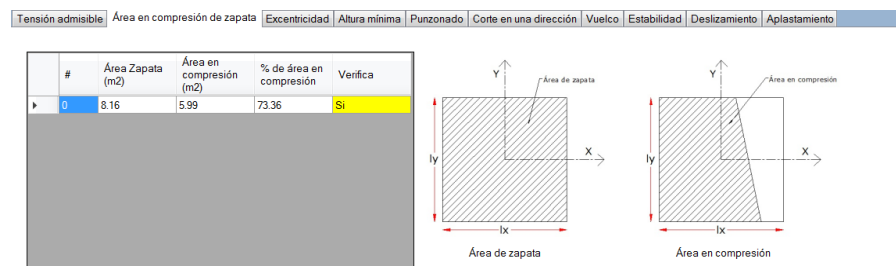 Tensión admisible Área en compresión de zapata Excentricidad Altura mínima Punzonado Corte en una dirección Vuelco Estabilidad Deslizamiento Aplastamiento
# Área Zapata (m2) Área en compresión (m2) % de área en compresión Verifica
0 8.16 5.99 73.36 Si
Y
Área de zapata
X
ly
lx
Área de zapata
Y
Área en compresión
X
ly
lx
Área en compresión